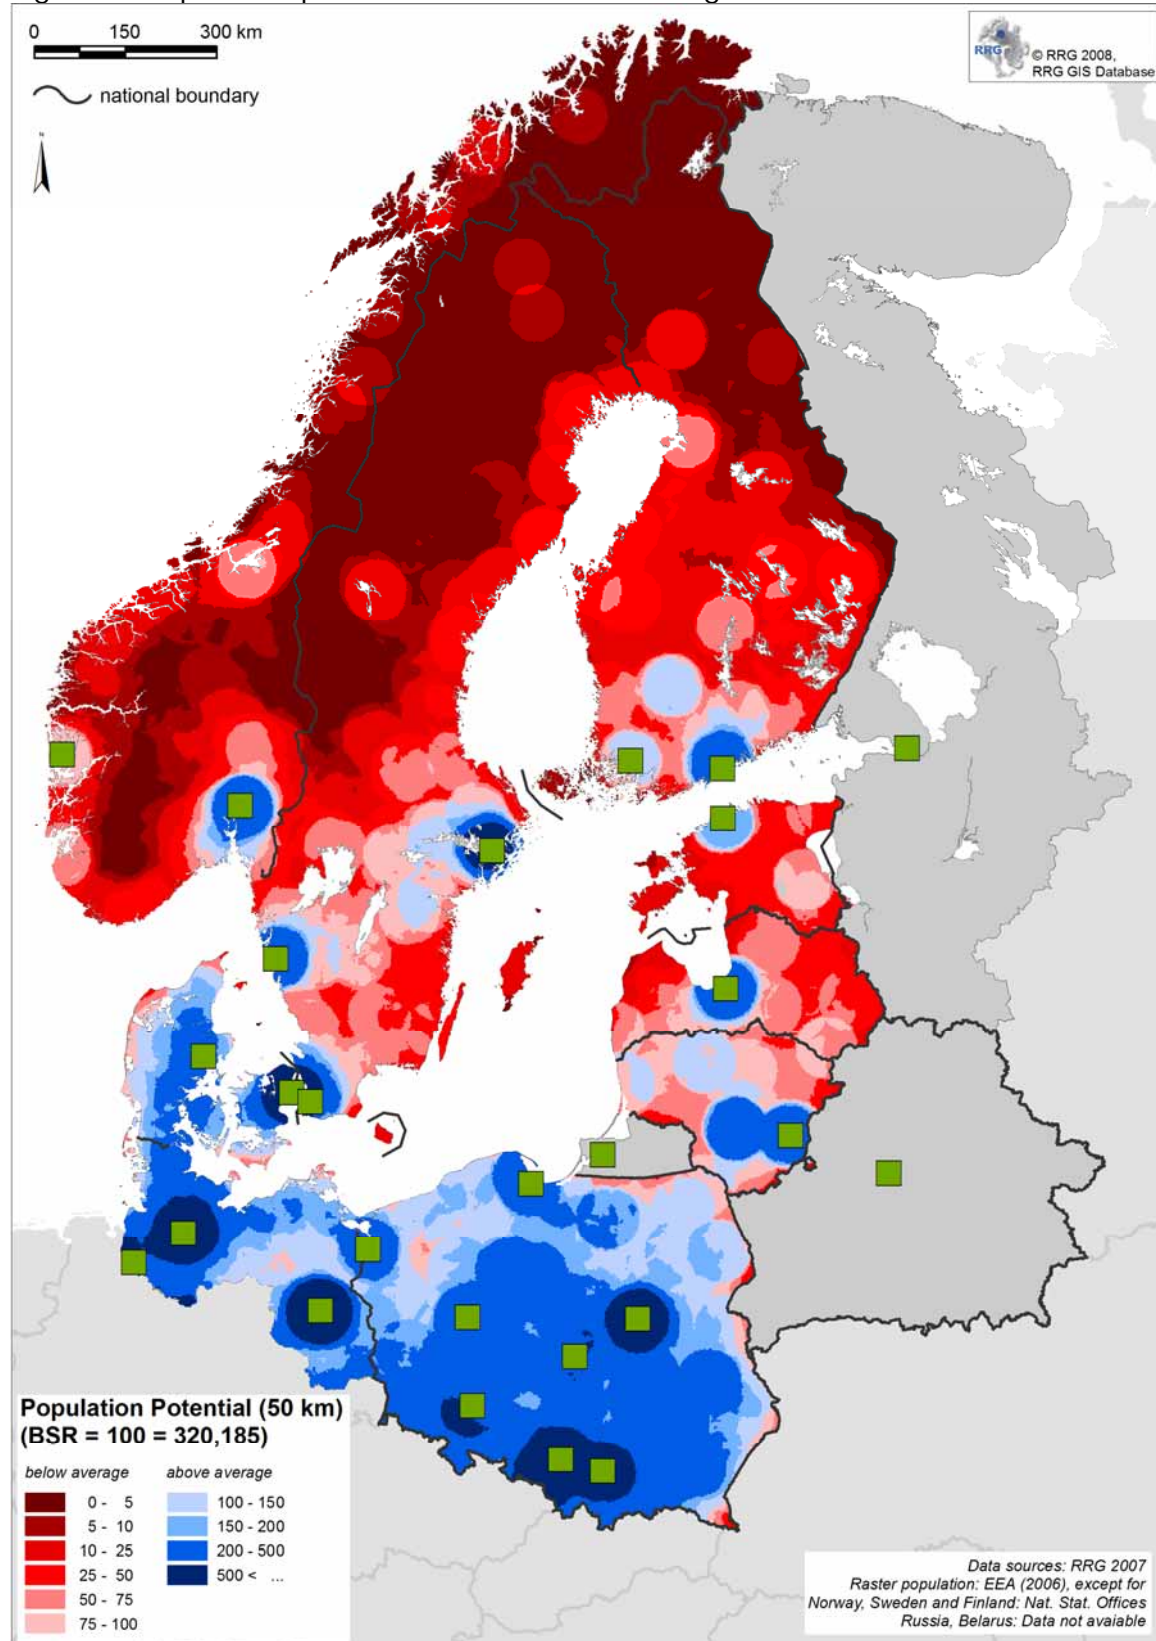 0 150 300 km
national boundary
N
RRG
© RRG 2008,
RRG GIS Database
Population Potential (50 km)
(BSR = 100 = 320,185)
below average above average
0 - 5 100 - 150
5 - 10 150 - 200
10 - 25 200 - 500
25 - 50 500 < ...
50 - 75
75 - 100
Data sources: RRG 2007
Raster population: EEA (2006), except for
Norway, Sweden and Finland: Nat. Stat. Offices
Russia, Belarus: Data not avaiable